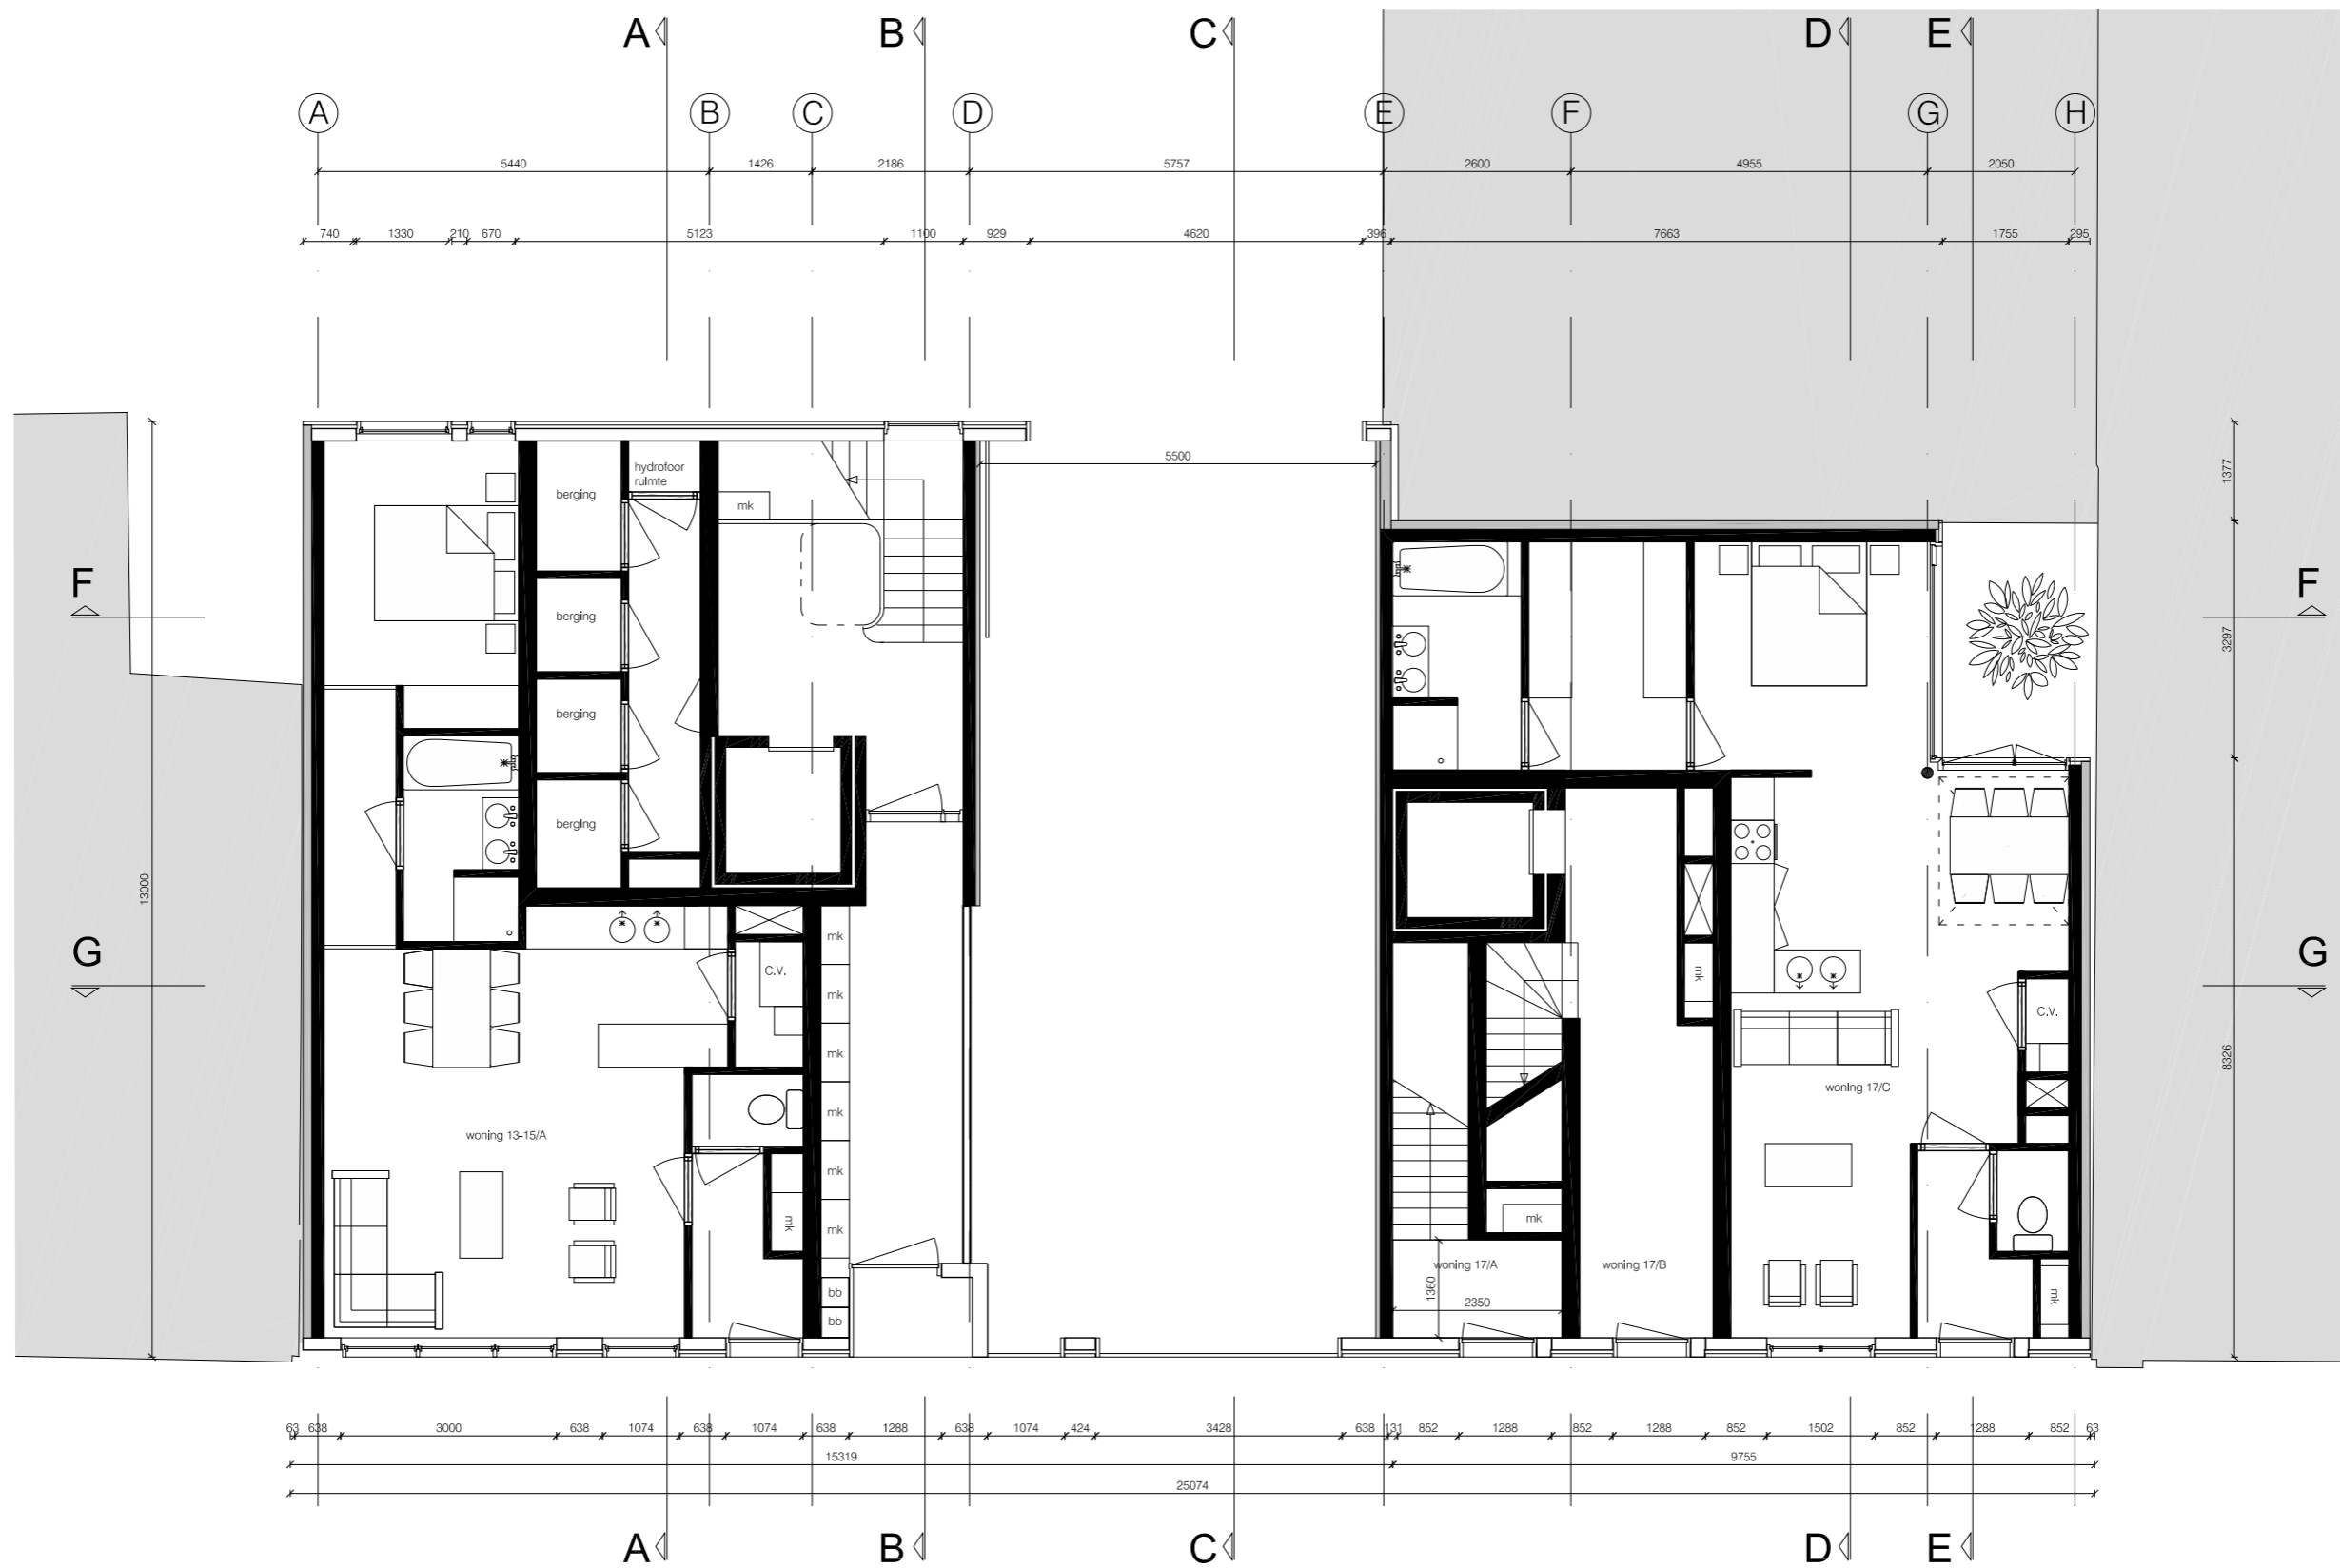 A B C D E
A B C D E F G H
5440 1426 2186 5757 2600 4955 2050
740 1330 210 670 5123 1100 929 4620 396 7663 1755 295
5500
hydrofoor
ruimte
berging
mk
1377
F
berging
F
3297
berging
berging
13000
G
mk
C.V.
mk
mk
G
C.V.
mk
8326
mk
woning 17/C
woning 13-15/A
mk
mk
mk
mk
mk
woning 17/A
woning 17/B
1360
2350
mk
bb
bb
63 638 3000 638 1074 638 1074 638 1288 638 1074 424 3428 638 131 852 1288 852 1288 852 1502 852 1288 852 63
15319 9755
25074
A B C D E